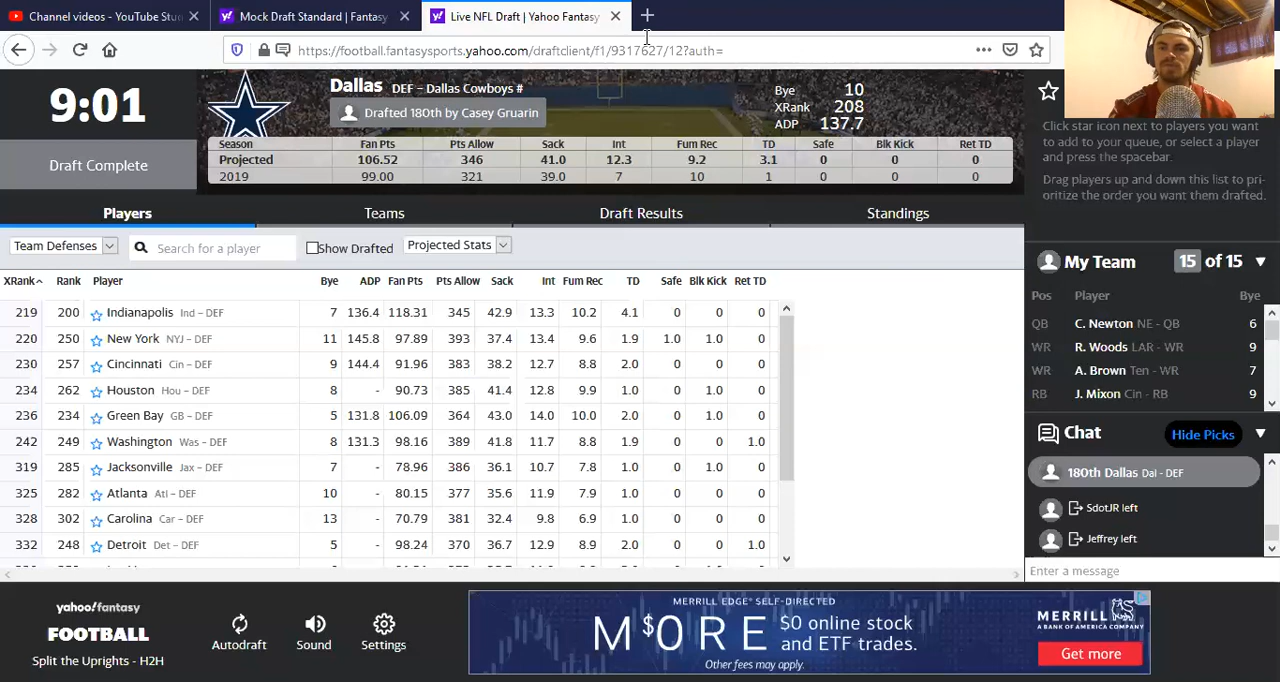 Channel videos - YouTube Stu
Mock Draft Standard | Fantasy
Live NFL Draft | Yahoo Fantasy
https://football.fantasysports.yahoo.com/draftclient/f1/9317627/12?auth=
9:01
Draft Complete
Dallas DEF – Dallas Cowboys #
Drafted 180th by Casey Gruarin
Bye 10
XRank 208
ADP 137.7
Season Fan Pts Pts Allow Sack Int Fum Rec TD Safe Blk Kick Ret TD
Projected 106.52 346 41.0 12.3 9.2 3.1 0 0 0
2019 99.00 321 39.0 7 10 1 0 0 0
Click star icon next to players you want
to add to your queue, or select a player
and press the spacebar.
Drag players up and down this list to pri-
oritize the order you want them drafted.
Players Teams Draft Results Standings
Team Defenses Search for a player Show Drafted Projected Stats
XRank Rank Player Bye ADP Fan Pts Pts Allow Sack Int Fum Rec TD Safe Blk Kick Ret TD
219 200 Indianapolis Ind – DEF 7 136.4 118.31 345 42.9 13.3 10.2 4.1 0 0 0
220 250 New York NYJ – DEF 11 145.8 97.89 393 37.4 13.4 9.6 1.9 1.0 1.0 0
230 257 Cincinnati Cin – DEF 9 144.4 91.96 383 38.2 12.7 8.8 2.0 0 0 0
234 262 Houston Hou – DEF 8 - 90.73 385 41.4 12.8 9.9 1.0 0 1.0 0
236 234 Green Bay GB – DEF 5 131.8 106.09 364 43.0 14.0 10.0 2.0 0 1.0 0
242 249 Washington Was – DEF 8 131.3 98.16 389 41.8 11.7 8.8 1.9 0 0 1.0
319 285 Jacksonville Jax – DEF 7 - 78.96 386 36.1 10.7 7.8 1.0 0 1.0 0
325 282 Atlanta Atl – DEF 10 - 80.15 377 35.6 11.9 7.9 1.0 0 0 0
328 302 Carolina Car – DEF 13 - 70.79 381 32.4 9.8 6.9 1.0 0 0 0
332 248 Detroit Det – DEF 5 - 98.24 370 36.7 12.9 8.9 2.0 0 0 1.0
My Team 15 of 15
Pos Player Bye
QB C. Newton NE - QB 6
WR R. Woods LAR - WR 9
WR A. Brown Ten - WR 7
RB J. Mixon Cin - RB 9
Chat Hide Picks
180th Dallas Dal - DEF
SdotJR left
Jeffrey left
Enter a message
yahoo!fantasy
FOOTBALL
Split the Uprights - H2H
Autodraft
Sound
Settings
MERRILL EDGE® SELF-DIRECTED
M$ORE
$0 online stock
and ETF trades.
Other fees may apply.
MERRILL
A BANK OF AMERICA COMPANY
Get more